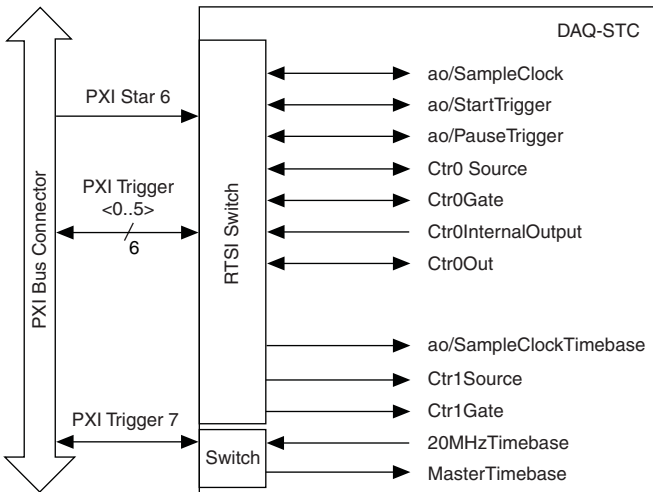 DAQ-STC
PXI Bus Connector
PXI Star 6
PXI Trigger
<0..5>
6
PXI Trigger 7
RTSI Switch
Switch
ao/SampleClock
ao/StartTrigger
ao/PauseTrigger
Ctr0 Source
Ctr0Gate
Ctr0InternalOutput
Ctr0Out
ao/SampleClockTimebase
Ctr1Source
Ctr1Gate
20MHzTimebase
MasterTimebase